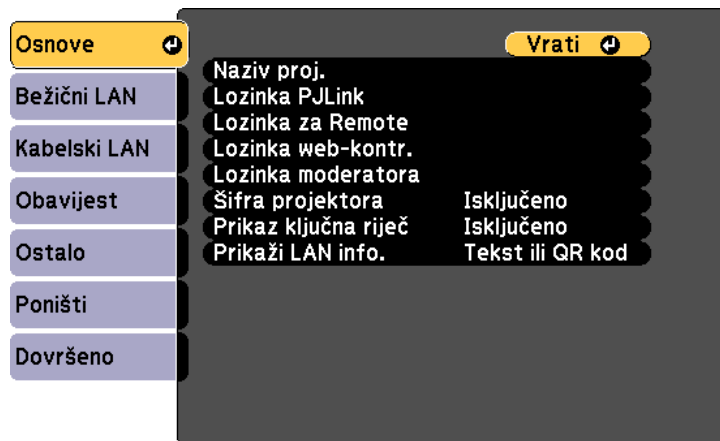 Osnove
Bežični LAN
Kabelski LAN
Obavijest
Ostalo
Poništi
Dovršeno
Vrati
Naziv proj.
Lozinka PJLink
Lozinka za Remote
Lozinka web-kontr.
Lozinka moderatora
Šifra projektora Isključeno
Prikaz ključna riječ Isključeno
Prikaži LAN info. Tekst ili QR kod